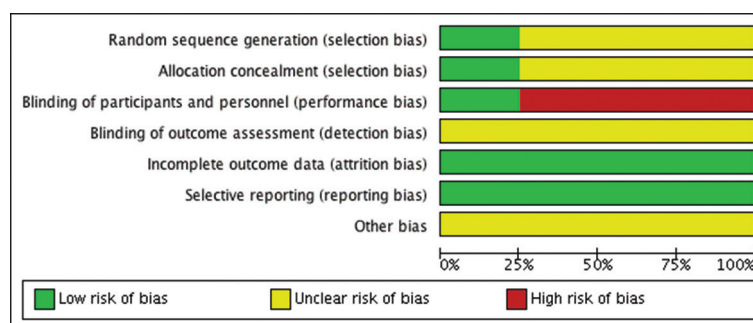 Random sequence generation (selection bias)
Allocation concealment (selection bias)
Blinding of participants and personnel (performance bias)
Blinding of outcome assessment (detection bias)
Incomplete outcome data (attrition bias)
Selective reporting (reporting bias)
Other bias
0% 25% 50% 75% 100%
Low risk of bias Unclear risk of bias High risk of bias